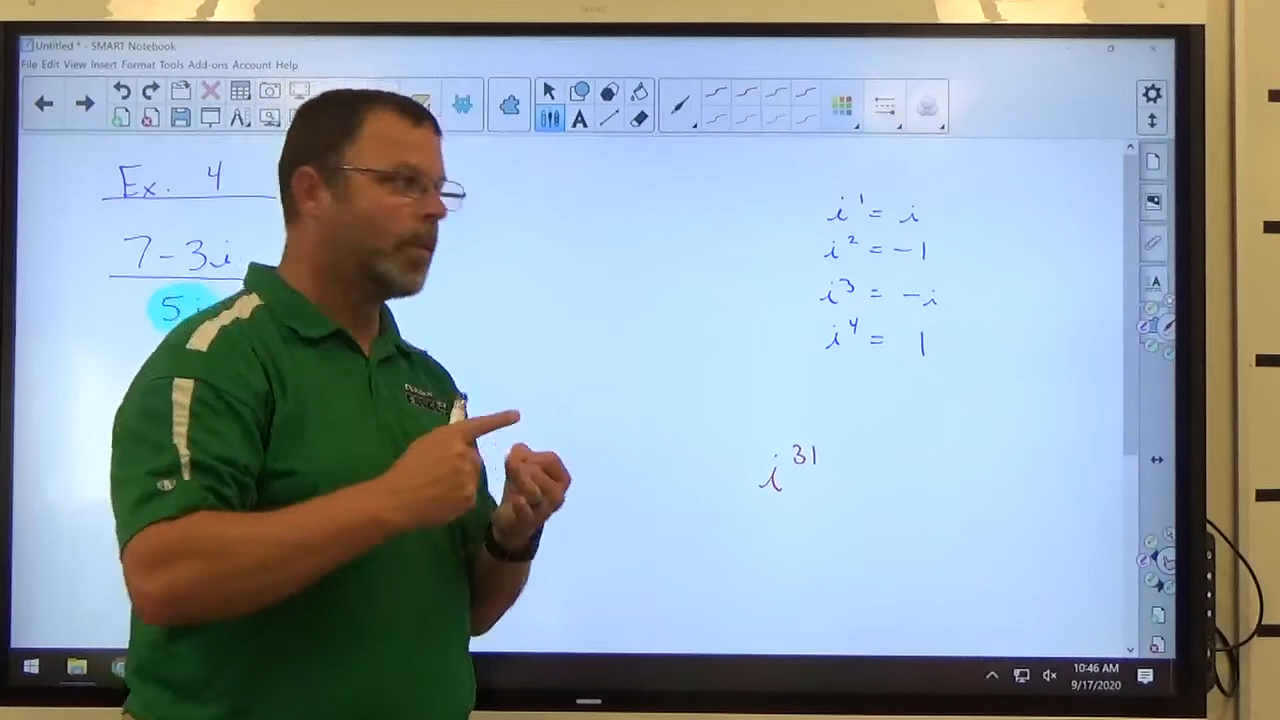 Untitled * - SMART Notebook
File Edit View Insert Format Tools Add-ons Account Help
Ex. 4
7 - 3i
5i
i¹ = i
i² = -1
i³ = -i
i⁴ = 1
i³¹
10:46 AM
9/17/2020